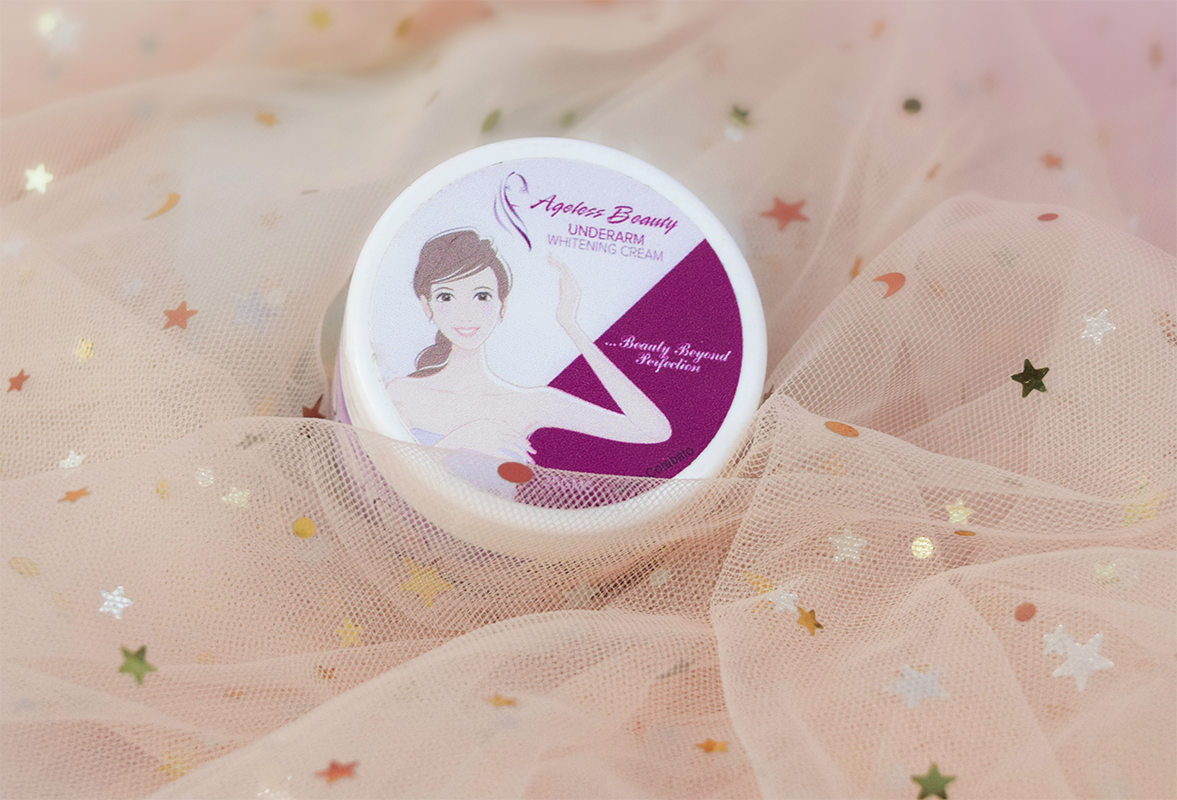 Ageless Beauty
UNDERARM
WHITENING CREAM
...Beauty Beyond
Perfection